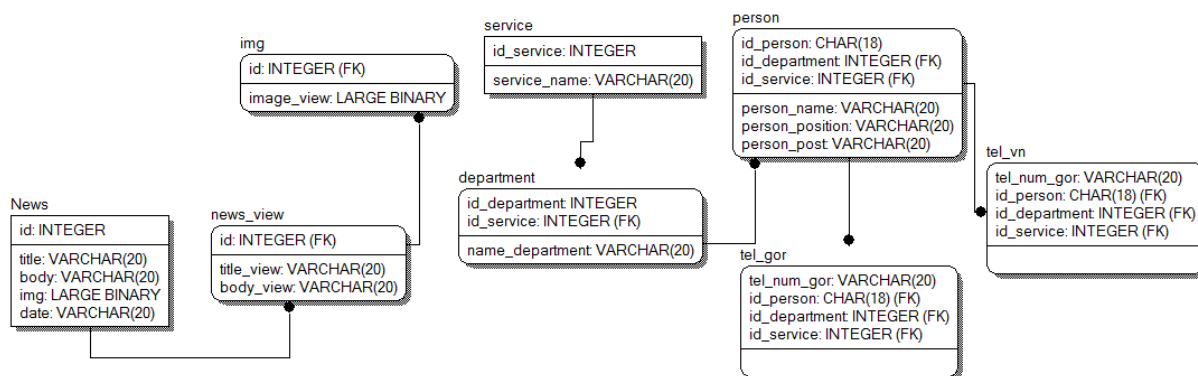 img
id: INTEGER (FK)
image_view: LARGE BINARY
service
id_service: INTEGER
service_name: VARCHAR(20)
person
id_person: CHAR(18)
id_department: INTEGER (FK)
id_service: INTEGER (FK)
person_name: VARCHAR(20)
person_position: VARCHAR(20)
person_post: VARCHAR(20)
tel_vn
tel_num_gor: VARCHAR(20)
id_person: CHAR(18) (FK)
id_department: INTEGER (FK)
id_service: INTEGER (FK)
News
id: INTEGER
title: VARCHAR(20)
body: VARCHAR(20)
img: LARGE BINARY
date: VARCHAR(20)
news_view
id: INTEGER (FK)
title_view: VARCHAR(20)
body_view: VARCHAR(20)
department
id_department: INTEGER
id_service: INTEGER (FK)
name_department: VARCHAR(20)
tel_gor
tel_num_gor: VARCHAR(20)
id_person: CHAR(18) (FK)
id_department: INTEGER (FK)
id_service: INTEGER (FK)